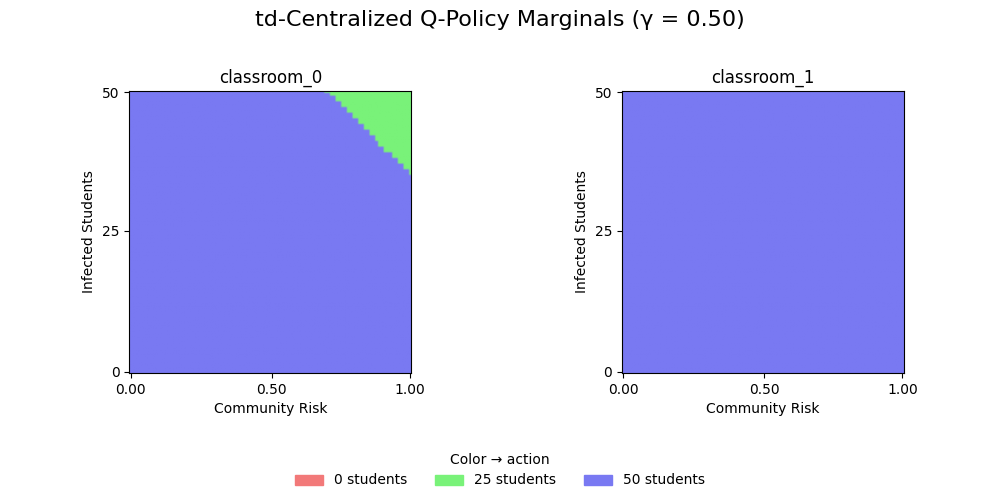 td-Centralized Q-Policy Marginals (γ = 0.50)
classroom_0
50
25
0
Infected Students
0.00 0.50 1.00
Community Risk
classroom_1
50
25
0
Infected Students
0.00 0.50 1.00
Community Risk
Color → action
0 students 25 students 50 students